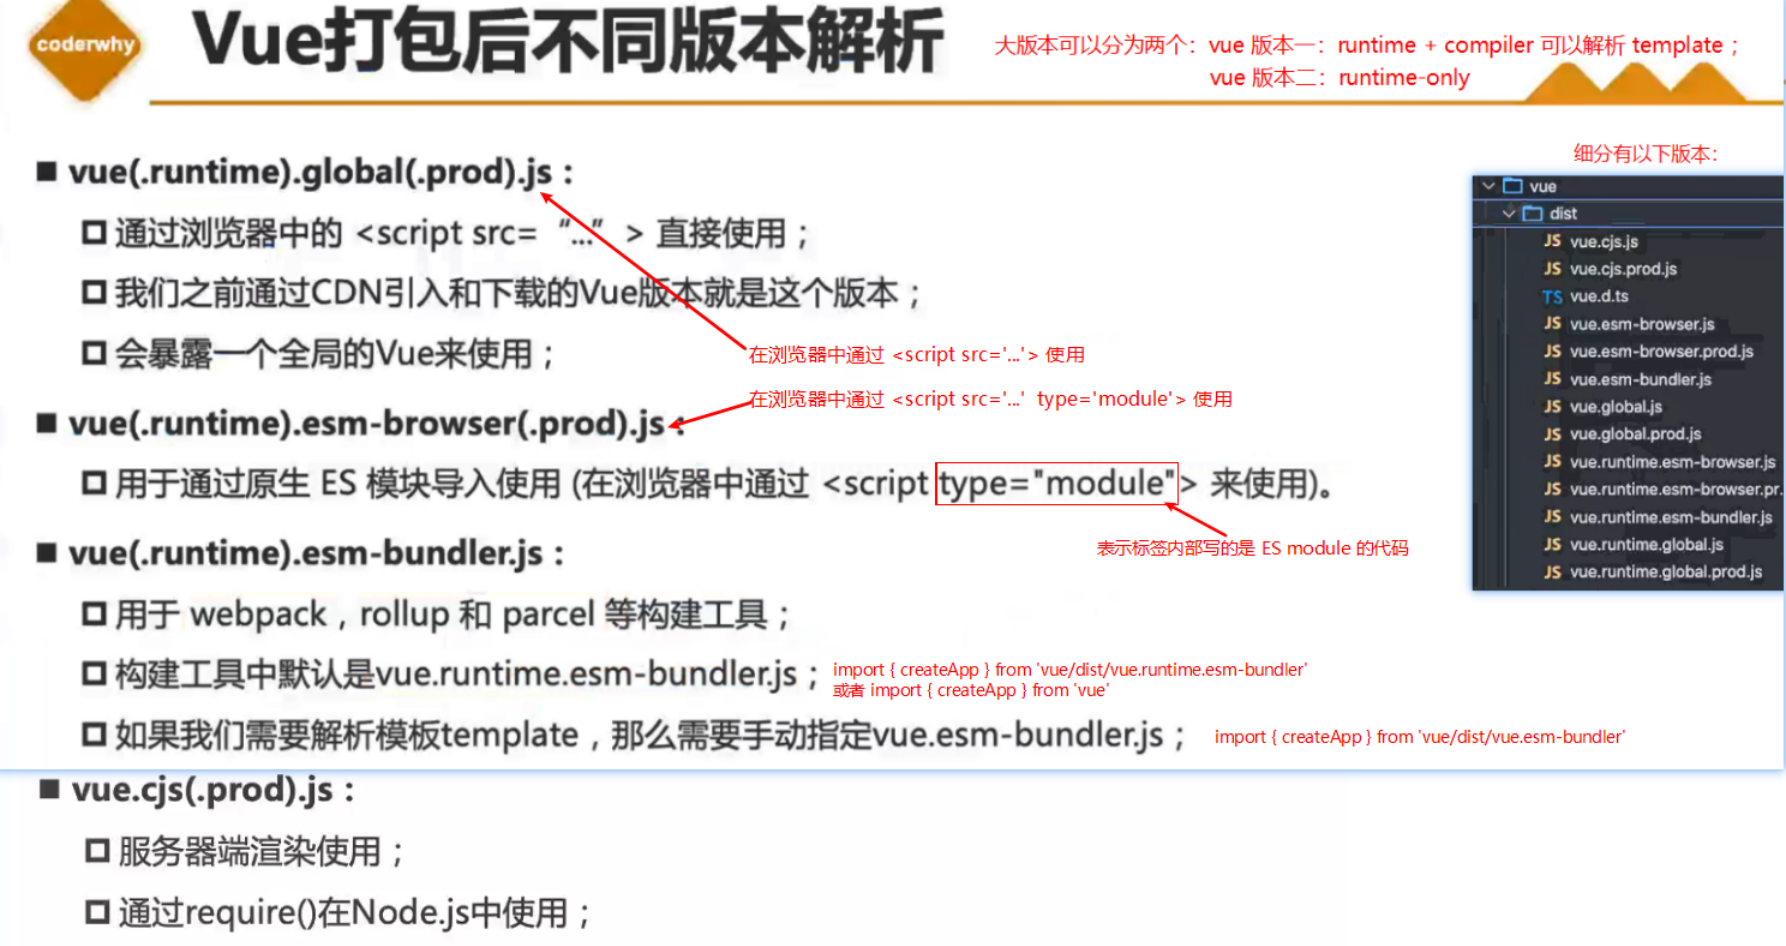 coderwhy
Vue打包后不同版本解析
大版本可以分为两个：vue 版本一：runtime + compiler 可以解析 template；
vue 版本二：runtime-only
细分有以下版本：
■ vue(.runtime).global(.prod).js：
通过浏览器中的 <script src= “...” > 直接使用；
我们之前通过CDN引入和下载的Vue版本就是这个版本；
会暴露一个全局的Vue来使用；
在浏览器中通过 <script src='...'> 使用
在浏览器中通过 <script src='...' type='module'> 使用
■ vue(.runtime).esm-browser(.prod).js：
用于通过原生 ES 模块导入使用 (在浏览器中通过 <script type="module"> 来使用)。
表示标签内部写的是 ES module 的代码
■ vue(.runtime).esm-bundler.js：
用于 webpack，rollup 和 parcel 等构建工具；
构建工具中默认是vue.runtime.esm-bundler.js；
import { createApp } from 'vue/dist/vue.runtime.esm-bundler'
或者 import { createApp } from 'vue'
如果我们需要解析模板template，那么需要手动指定vue.esm-bundler.js；
import { createApp } from 'vue/dist/vue.esm-bundler'
■ vue.cjs(.prod).js：
服务器端渲染使用；
通过require()在Node.js中使用；
vue
dist
JS vue.cjs.js
JS vue.cjs.prod.js
TS vue.d.ts
JS vue.esm-browser.js
JS vue.esm-browser.prod.js
JS vue.esm-bundler.js
JS vue.global.js
JS vue.global.prod.js
JS vue.runtime.esm-browser.js
JS vue.runtime.esm-browser.pr.
JS vue.runtime.esm-bundler.js
JS vue.runtime.global.js
JS vue.runtime.global.prod.js